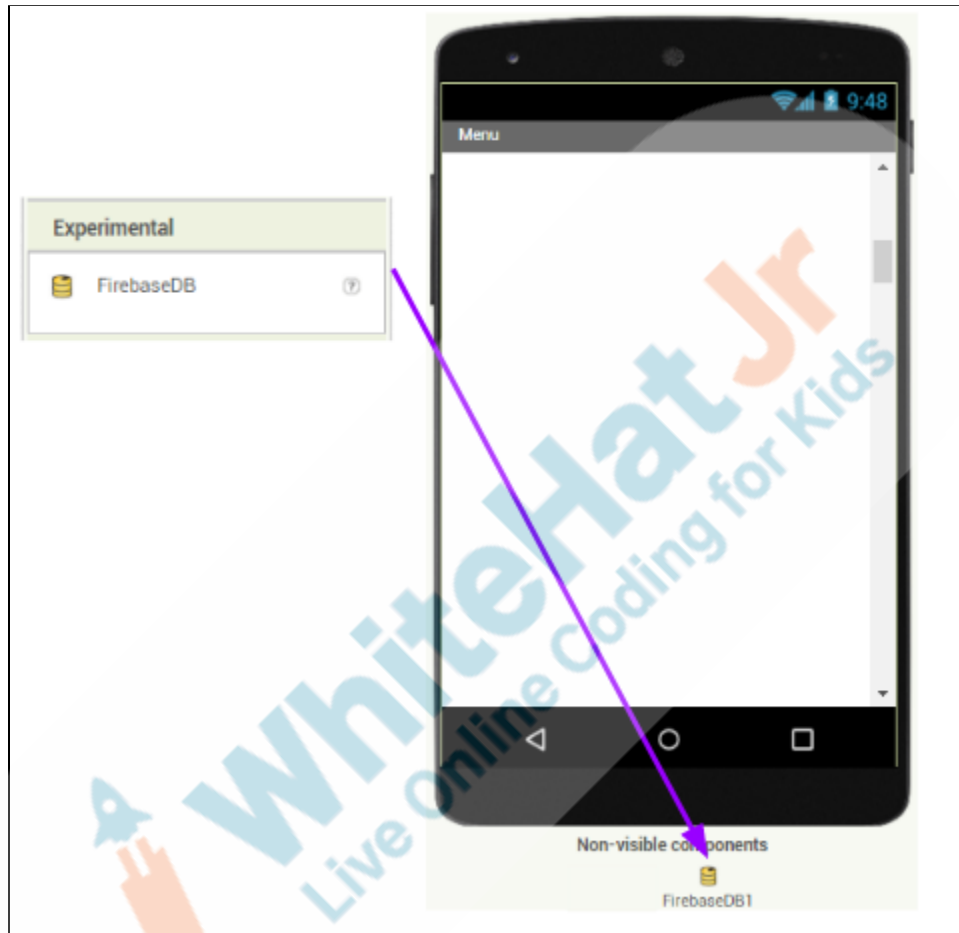 9:48
Menu
Experimental
FirebaseDB
?
WhiteHat Jr
Live Online Coding for Kids
Non-visible components
FirebaseDB1